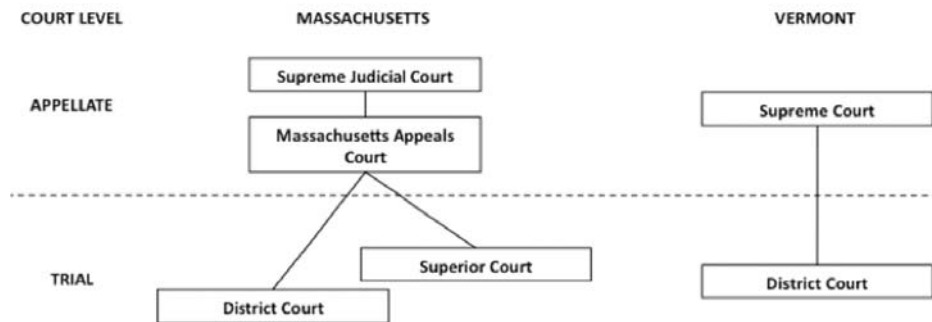 COURT LEVEL MASSACHUSETTS VERMONT
Supreme Judicial Court
APPELLATE
Supreme Court
Massachusetts Appeals
Court
Superior Court
TRIAL
District Court
District Court